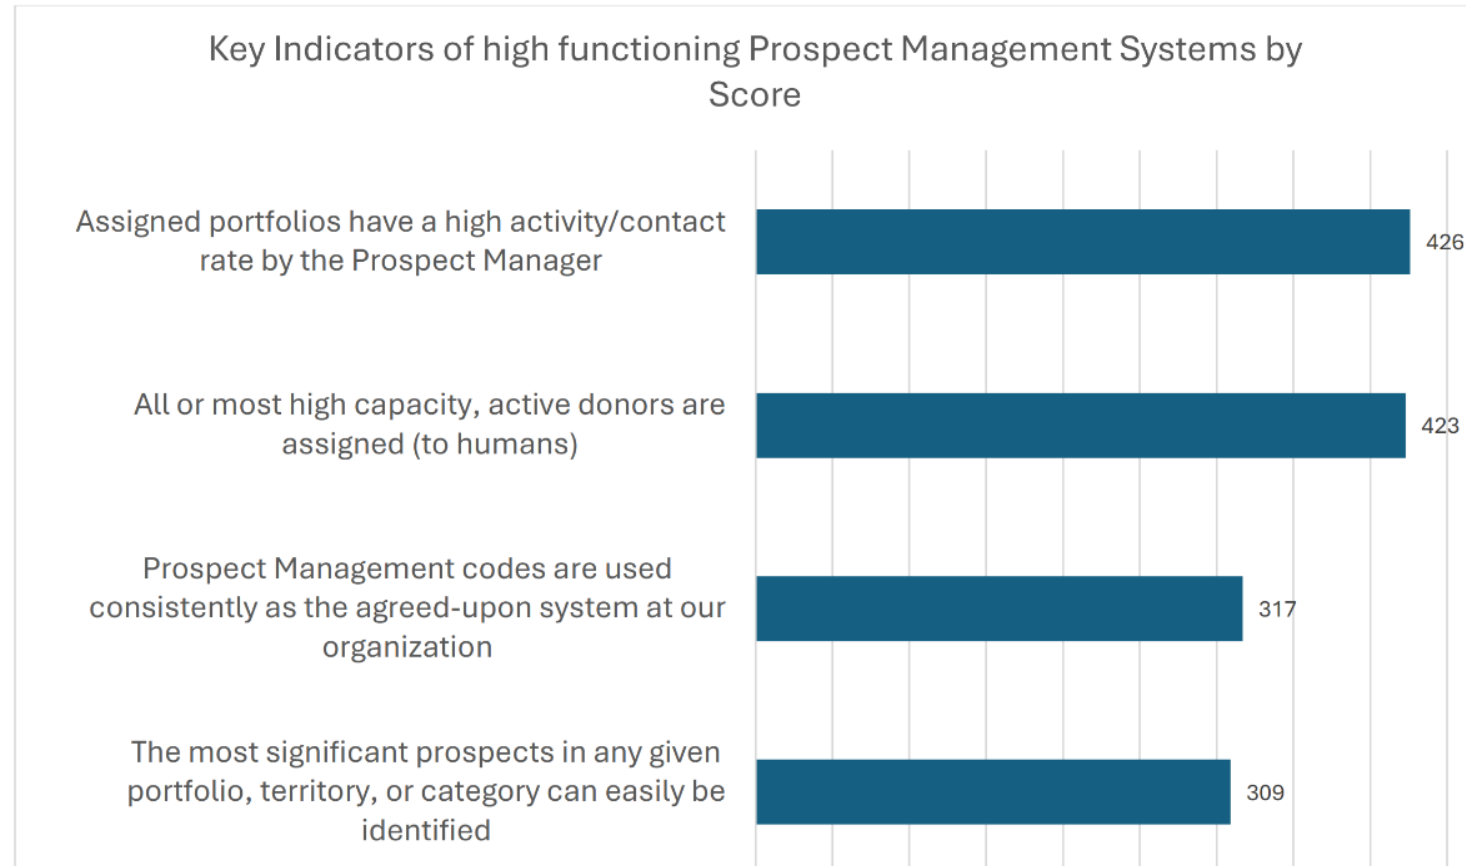 Key Indicators of high functioning Prospect Management Systems by
Score
Assigned portfolios have a high activity/contact
rate by the Prospect Manager
426
All or most high capacity, active donors are
assigned (to humans)
423
Prospect Management codes are used
consistently as the agreed-upon system at our
organization
317
The most significant prospects in any given
portfolio, territory, or category can easily be
identified
309